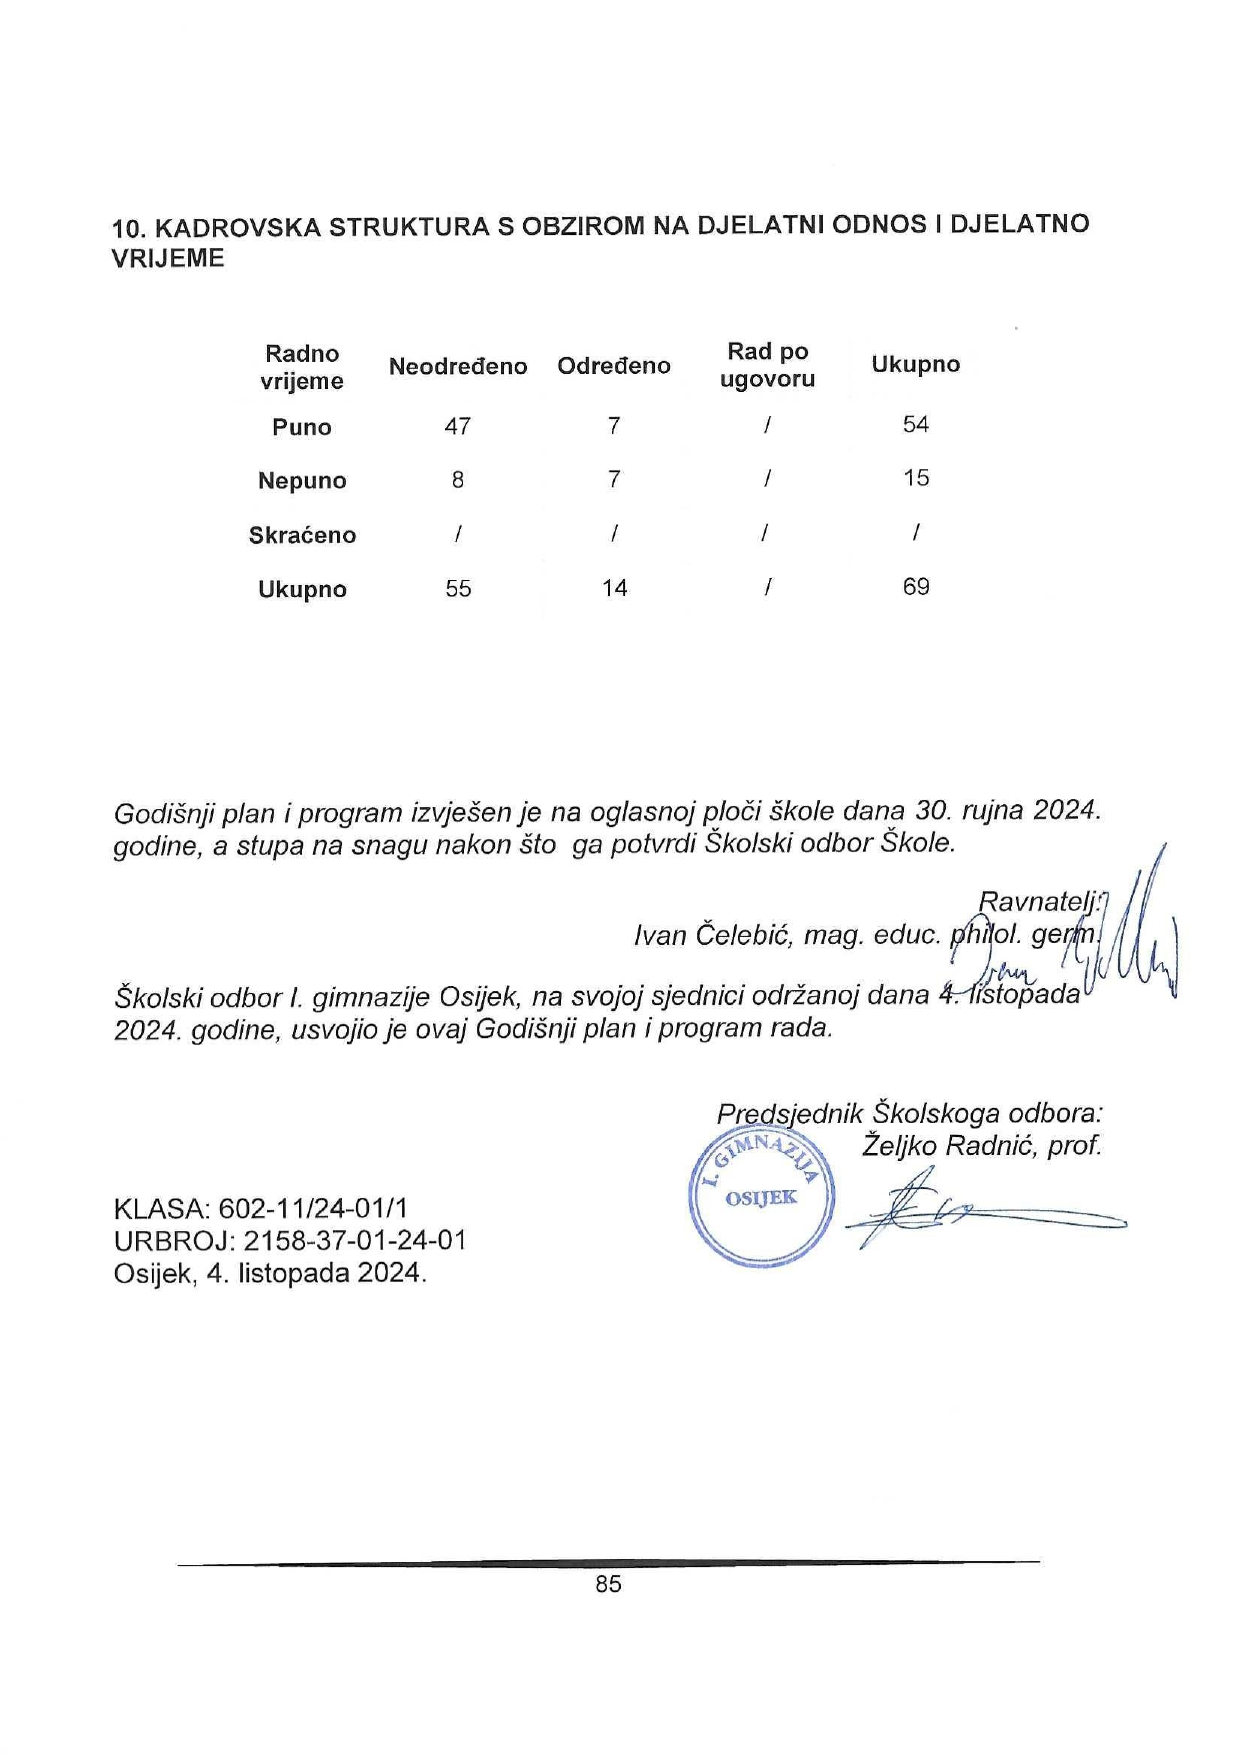 10. KADROVSKA STRUKTURA S OBZIROM NA DJELATNI ODNOS I DJELATNO
VRIJEME
Radno vrijeme Neodređeno Određeno Rad po ugovoru Ukupno
Puno 47 7 / 54
Nepuno 8 7 / 15
Skraćeno / / / /
Ukupno 55 14 / 69
Godišnji plan i program izvješen je na oglasnoj ploči škole dana 30. rujna 2024.
godine, a stupa na snagu nakon što ga potvrdi Školski odbor Škole.
Ravnatelj:
Ivan Čelebić, mag. educ. philol. germ.
Školski odbor I. gimnazije Osijek, na svojoj sjednici održanoj dana 4. listopada
2024. godine, usvojio je ovaj Godišnji plan i program rada.
Predsjednik Školskoga odbora:
Željko Radnić, prof.
I. GIMNAZIJA
OSIJEK
KLASA: 602-11/24-01/1
URBROJ: 2158-37-01-24-01
Osijek, 4. listopada 2024.
85